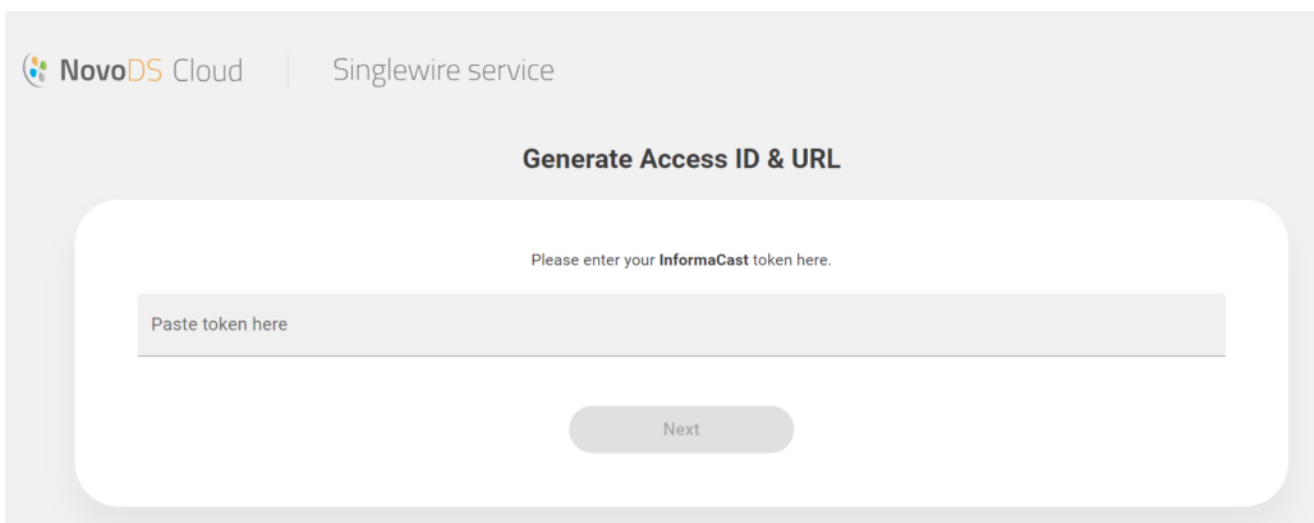 NovoDS Cloud
Singlewire service
Generate Access ID & URL
Please enter your InformaCast token here.
Paste token here
Next